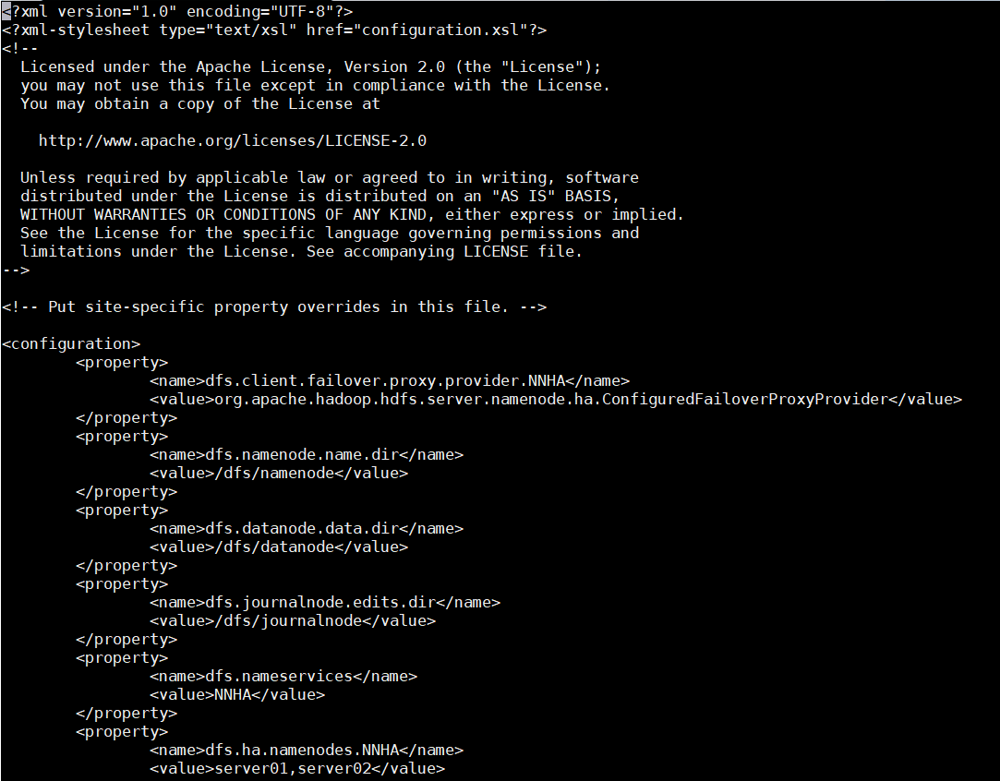 <?xml version="1.0" encoding="UTF-8"?>
<?xml-stylesheet type="text/xsl" href="configuration.xsl"?>
<!--
  Licensed under the Apache License, Version 2.0 (the "License");
  you may not use this file except in compliance with the License.
  You may obtain a copy of the License at

    http://www.apache.org/licenses/LICENSE-2.0

  Unless required by applicable law or agreed to in writing, software
  distributed under the License is distributed on an "AS IS" BASIS,
  WITHOUT WARRANTIES OR CONDITIONS OF ANY KIND, either express or implied.
  See the License for the specific language governing permissions and
  limitations under the License. See accompanying LICENSE file.
-->

<!-- Put site-specific property overrides in this file. -->

<configuration>
        <property>
                <name>dfs.client.failover.proxy.provider.NNHA</name>
                <value>org.apache.hadoop.hdfs.server.namenode.ha.ConfiguredFailoverProxyProvider</value>
        </property>
        <property>
                <name>dfs.namenode.name.dir</name>
                <value>/dfs/namenode</value>
        </property>
        <property>
                <name>dfs.datanode.data.dir</name>
                <value>/dfs/datanode</value>
        </property>
        <property>
                <name>dfs.journalnode.edits.dir</name>
                <value>/dfs/journalnode</value>
        </property>
        <property>
                <name>dfs.nameservices</name>
                <value>NNHA</value>
        </property>
        <property>
                <name>dfs.ha.namenodes.NNHA</name>
                <value>server01,server02</value>